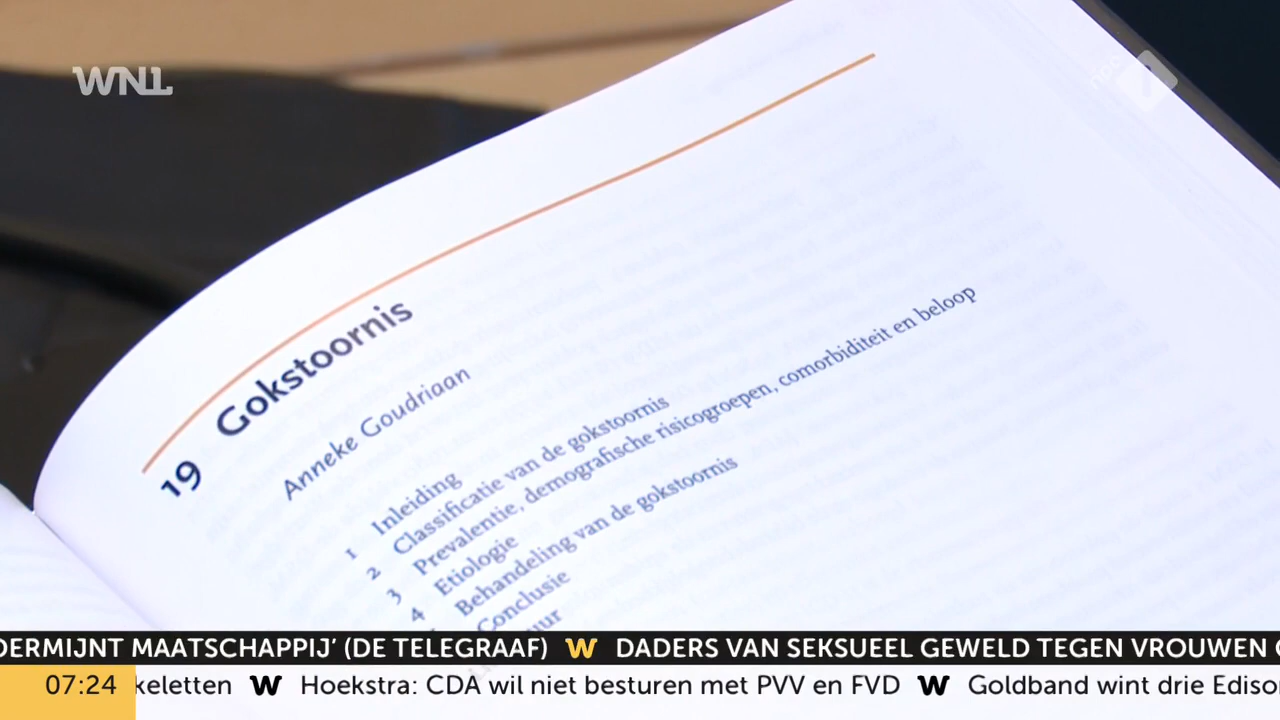 WNL
19 Gokstoornis
Anneke Goudriaan
1 Inleiding
2 Classificatie van de gokstoornis
3 Prevalentie, demografische risicogroepen, comorbiditeit en beloop
4 Etiologie
Behandeling van de gokstoornis
Conclusie
DERMIJNT MAATSCHAPPIJ’ (DE TELEGRAAF) W DADERS VAN SEKSUEEL GEWELD TEGEN VROUWEN
07:24 keletten W Hoekstra: CDA wil niet besturen met PVV en FVD W Goldband wint drie Ediso